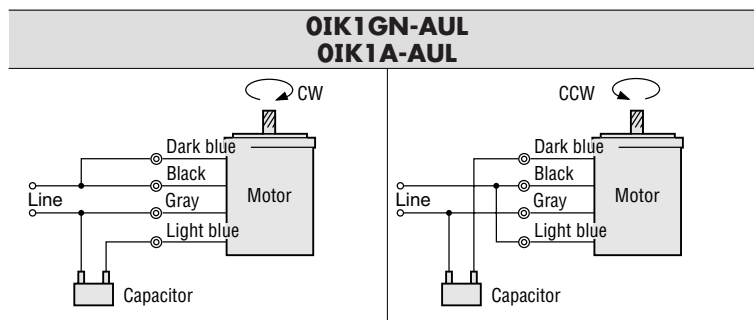 0IK1GN-AUL
0IK1A-AUL
CW
Dark blue
Black
Line
Gray
Motor
Light blue
Capacitor
CCW
Dark blue
Black
Line
Gray
Motor
Light blue
Capacitor